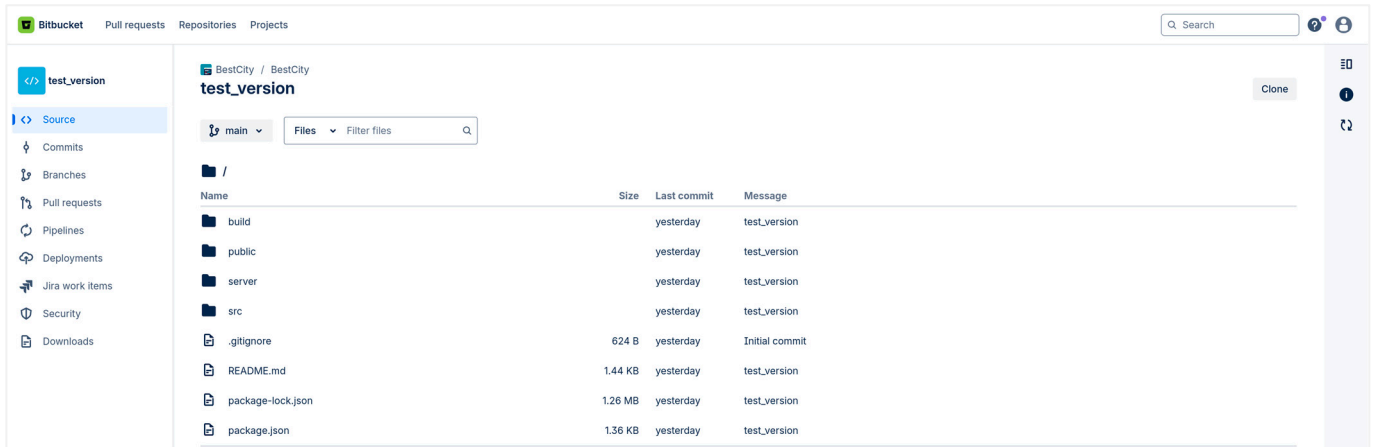 Bitbucket Pull requests Repositories Projects Search
test_version
Source
Commits
Branches
Pull requests
Pipelines
Deployments
Jira work items
Security
Downloads
BestCity / BestCity
test_version
Clone
main Files Filter files
/
Name Size Last commit Message
build yesterday test_version
public yesterday test_version
server yesterday test_version
src yesterday test_version
.gitignore 624 B yesterday Initial commit
README.md 1.44 KB yesterday test_version
package-lock.json 1.26 MB yesterday test_version
package.json 1.36 KB yesterday test_version